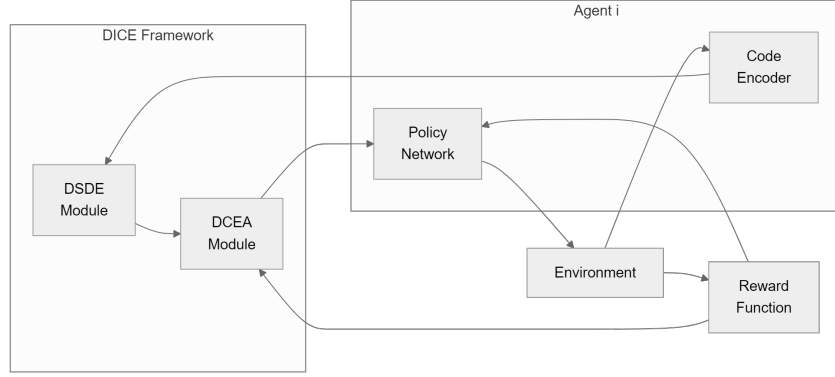 DICE Framework
Agent i
Code
Encoder
Policy
Network
DSDE
Module
DCEA
Module
Environment
Reward
Function